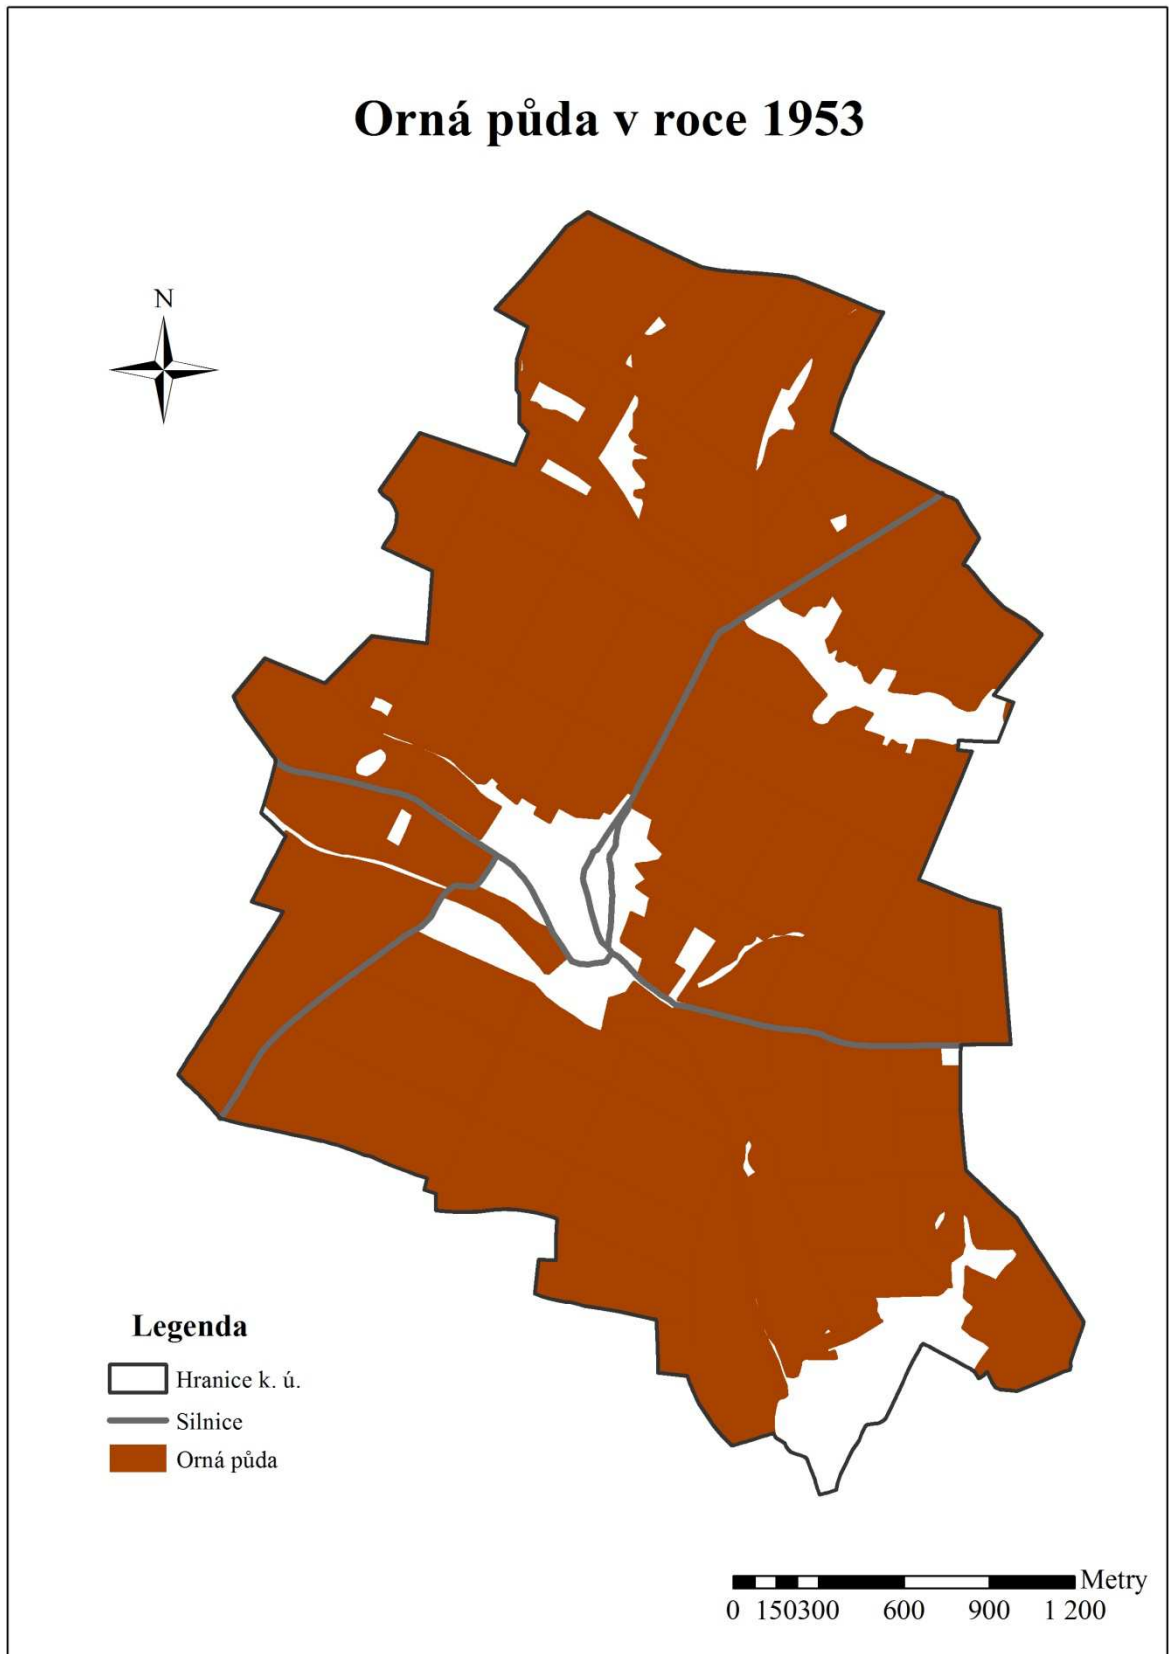 Orná půda v roce 1953
N
Legenda
Hranice k. ú.
Silnice
Orná půda
Metry
0 150300 600 900 1 200